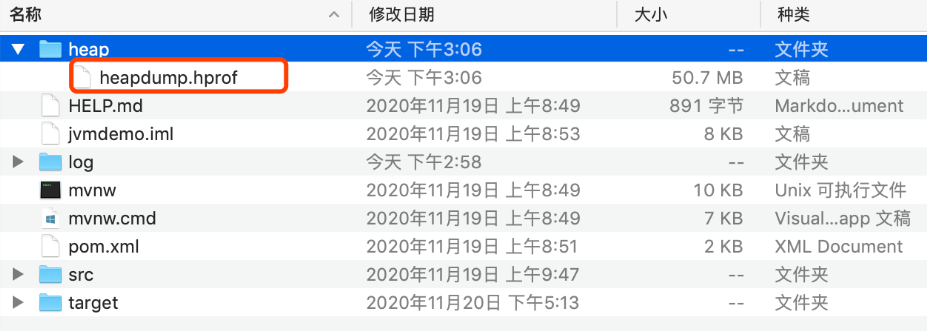 名称 修改日期 大小 种类
heap 今天 下午3:06 -- 文件夹
heapdump.hprof 今天 下午3:06 50.7 MB 文稿
HELP.md 2020年11月19日 上午8:49 891 字节 Markdo...ument
jvmdemo.iml 2020年11月19日 上午8:53 8 KB 文稿
log 今天 下午2:58 -- 文件夹
mvnw 2020年11月19日 上午8:49 10 KB Unix 可执行文件
mvnw.cmd 2020年11月19日 上午8:49 7 KB Visual...app 文稿
pom.xml 2020年11月19日 上午8:51 2 KB XML Document
src 2020年11月19日 上午9:47 -- 文件夹
target 2020年11月20日 下午5:13 -- 文件夹